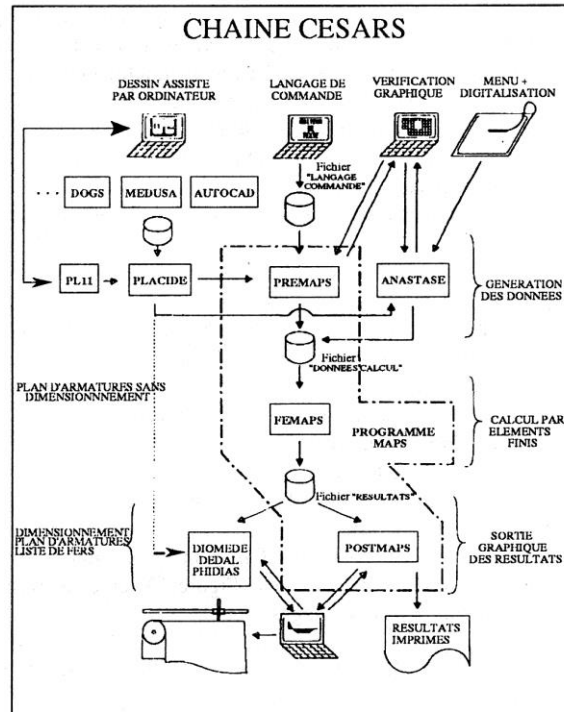 CHAINE CESARS
DESSIN ASSISTE
PAR ORDINATEUR
LANGAGE DE
COMMANDE
VERIFICATION
GRAPHIQUE
MENU +
DIGITALISATION
Fichier
"LANGAGE
COMMANDE"
DOGS
MEDUSA
AUTOCAD
PL11
PLACIDE
PREMAPS
ANASTASE
GENERATION
DES DONNEES
Fichier
"DONNEES CALCUL"
PLAN D'ARMATURES SANS
DIMENSIONNNEMENT
FEMAPS
PROGRAMME
MAPS
CALCUL PAR
ELEMENTS
FINIS
Fichier "RESULTATS"
DIMENSIONNEMENT
PLAN D'ARMATURES
LISTE DE FERS
DIOMEDE
DEDAL
PHIDIAS
POSTMAPS
SORTIE
GRAPHIQUE
DES RESULTATS
RESULTATS
IMPRIMES